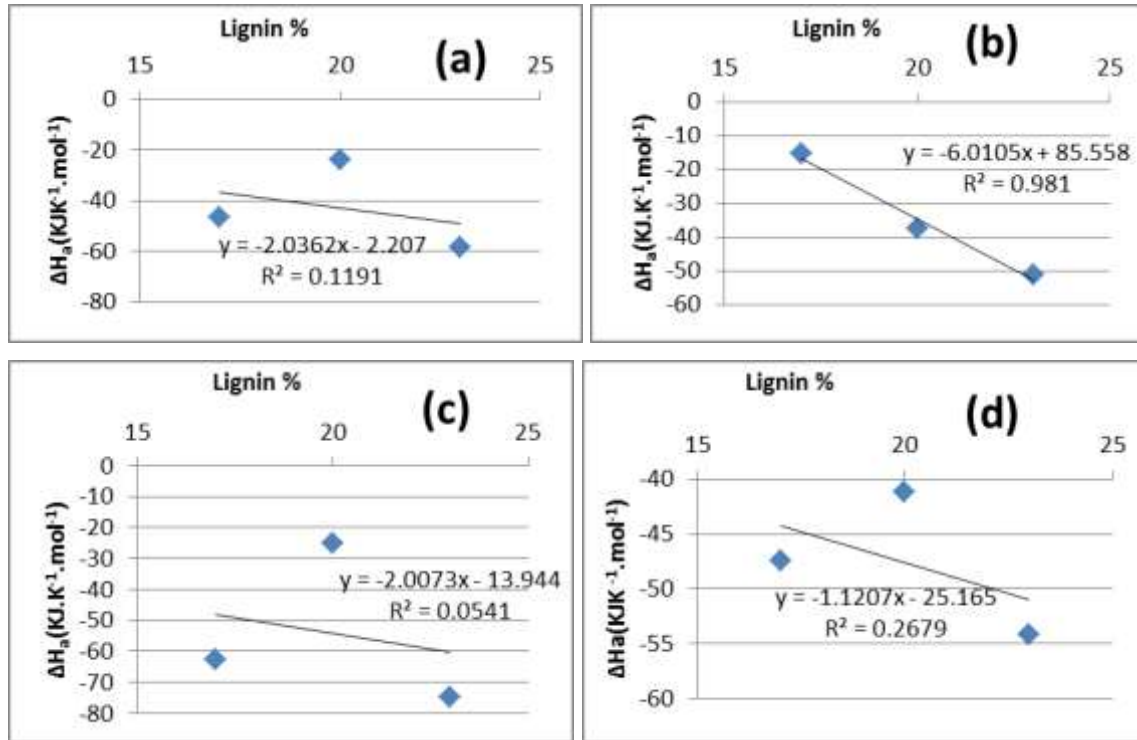 Lignin %
(a)
15 20 25
0
-20
-40
-60
-80
ΔHₐ(KJK⁻¹.mol⁻¹)
y = -2.0362x - 2.207
R² = 0.1191
Lignin %
(b)
15 20 25
0
-10
-20
-30
-40
-50
-60
ΔHₐ(KJ.K⁻¹.mol⁻¹)
y = -6.0105x + 85.558
R² = 0.981
Lignin %
(c)
15 20 25
0
-10
-20
-30
-40
-50
-60
-70
-80
ΔHₐ(KJ.K⁻¹.mol⁻¹)
y = -2.0073x - 13.944
R² = 0.0541
Lignin %
(d)
15 20 25
-40
-45
-50
-55
-60
ΔHa(KJK⁻¹.mol⁻¹)
y = -1.1207x - 25.165
R² = 0.2679